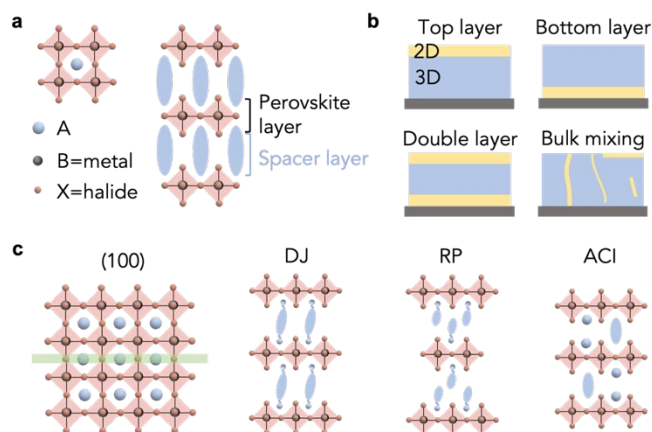 a
A
B=metal
X=halide
Perovskite
layer
Spacer layer
b
Top layer
Bottom layer
2D
3D
Double layer
Bulk mixing
c
(100)
DJ
RP
ACI